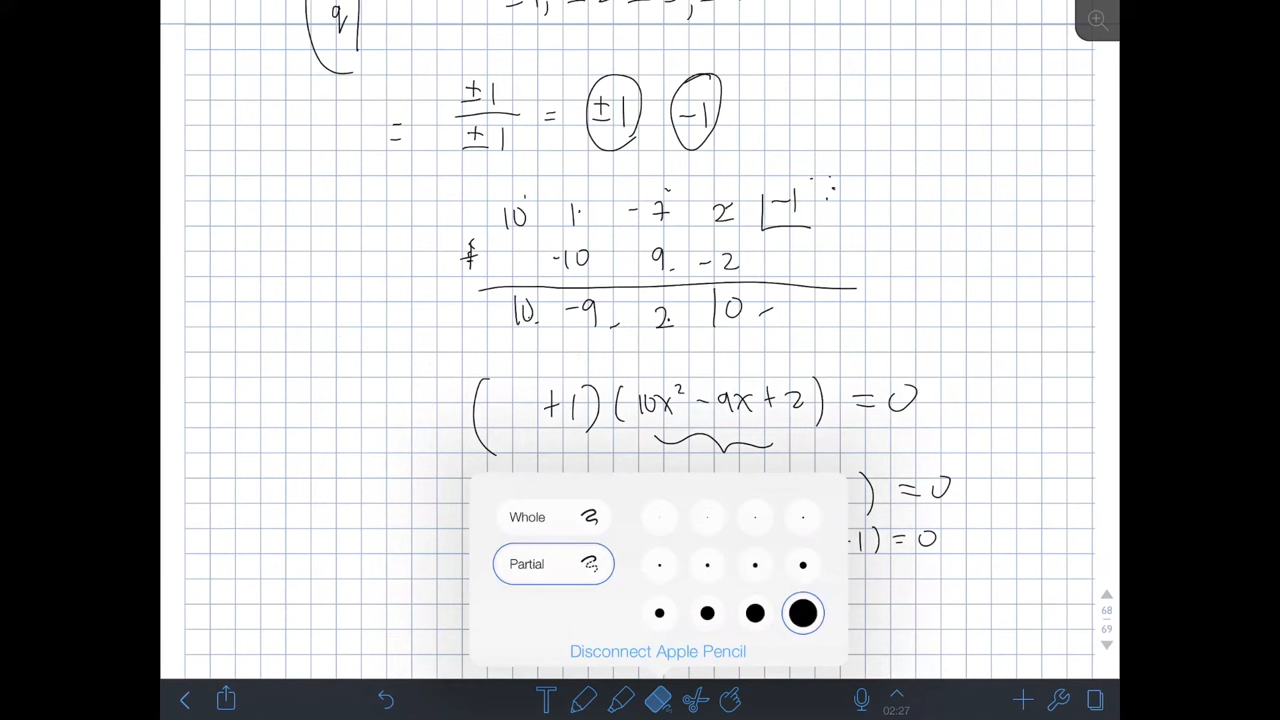 q
±1
= ― = ±1 -1
±1
10 1 -7 2 -1
+ -10 9 -2
10 -9 2 0
( +1)(10x² - 9x + 2) = 0
) = 0
-1) = 0
Whole
Partial
Disconnect Apple Pencil
68
69
T
02:27